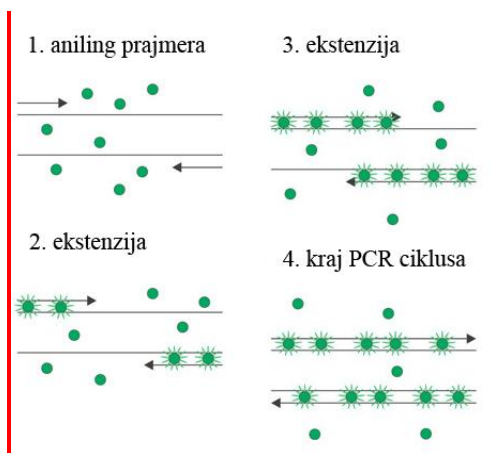 1. aniling prajmera
2. ekstenzija
3. ekstenzija
4. kraj PCR ciklusa